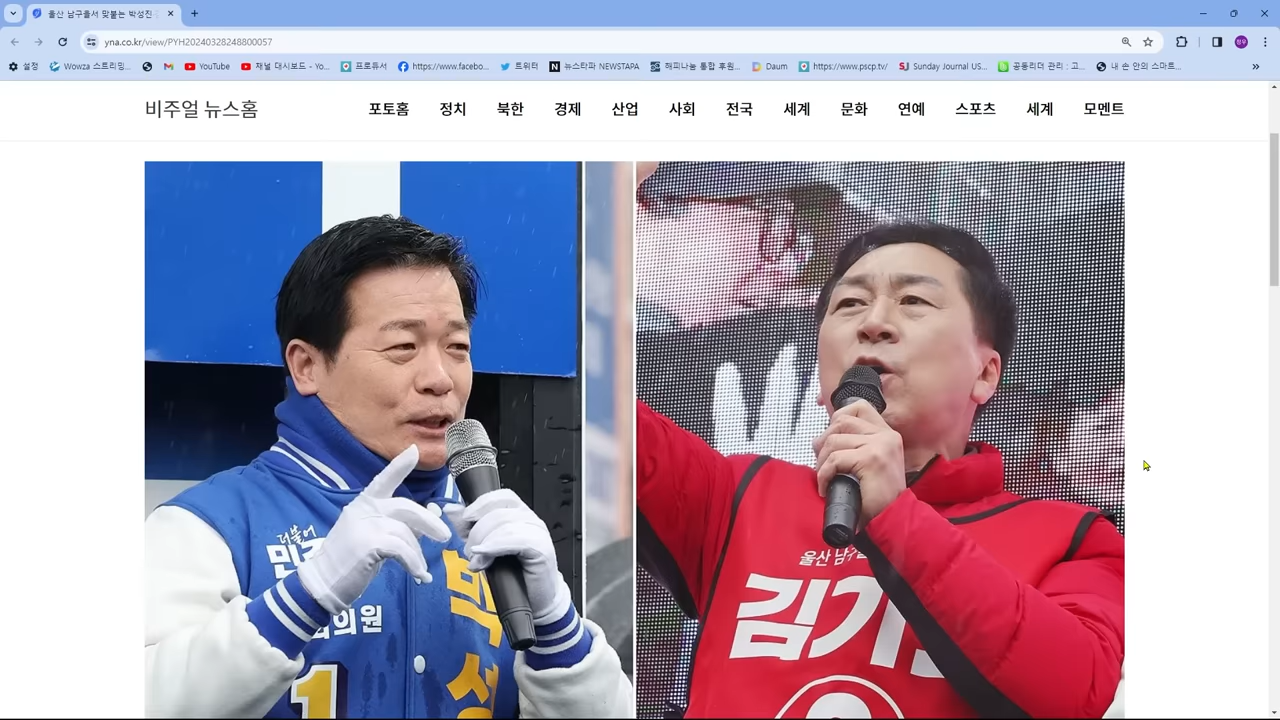 울산 남구을서 맞붙는 박성진
yna.co.kr/view/PYH20240328248800057
설정
Wowza 스트리밍...
YouTube
채널 대시보드 - Yo...
프로듀서
https://www.facebo...
트위터
뉴스타파 NEWSTAPA
해피나눔 통합 후원...
Daum
https://www.pscp.tv/
Sunday Journal US...
공동리더 관리 : 고...
내 손 안의 스마트...
비주얼 뉴스홈
포토홈 정치 북한 경제 산업 사회 전국 세계 문화 연예 스포츠 세계 모멘트
더불어
의원
1
울산 남구
김기